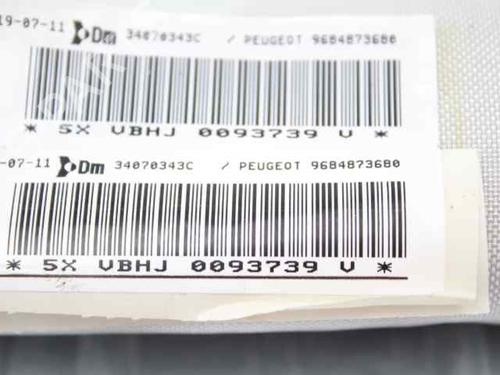 19-07-11 Dm 34070343C / PEUGEOT 9684873680
* 5X VBHJ 0093739 V *
-07-11 Dm 34070343C / PEUGEOT 9684873680
* 5X VBHJ 0093739 V *